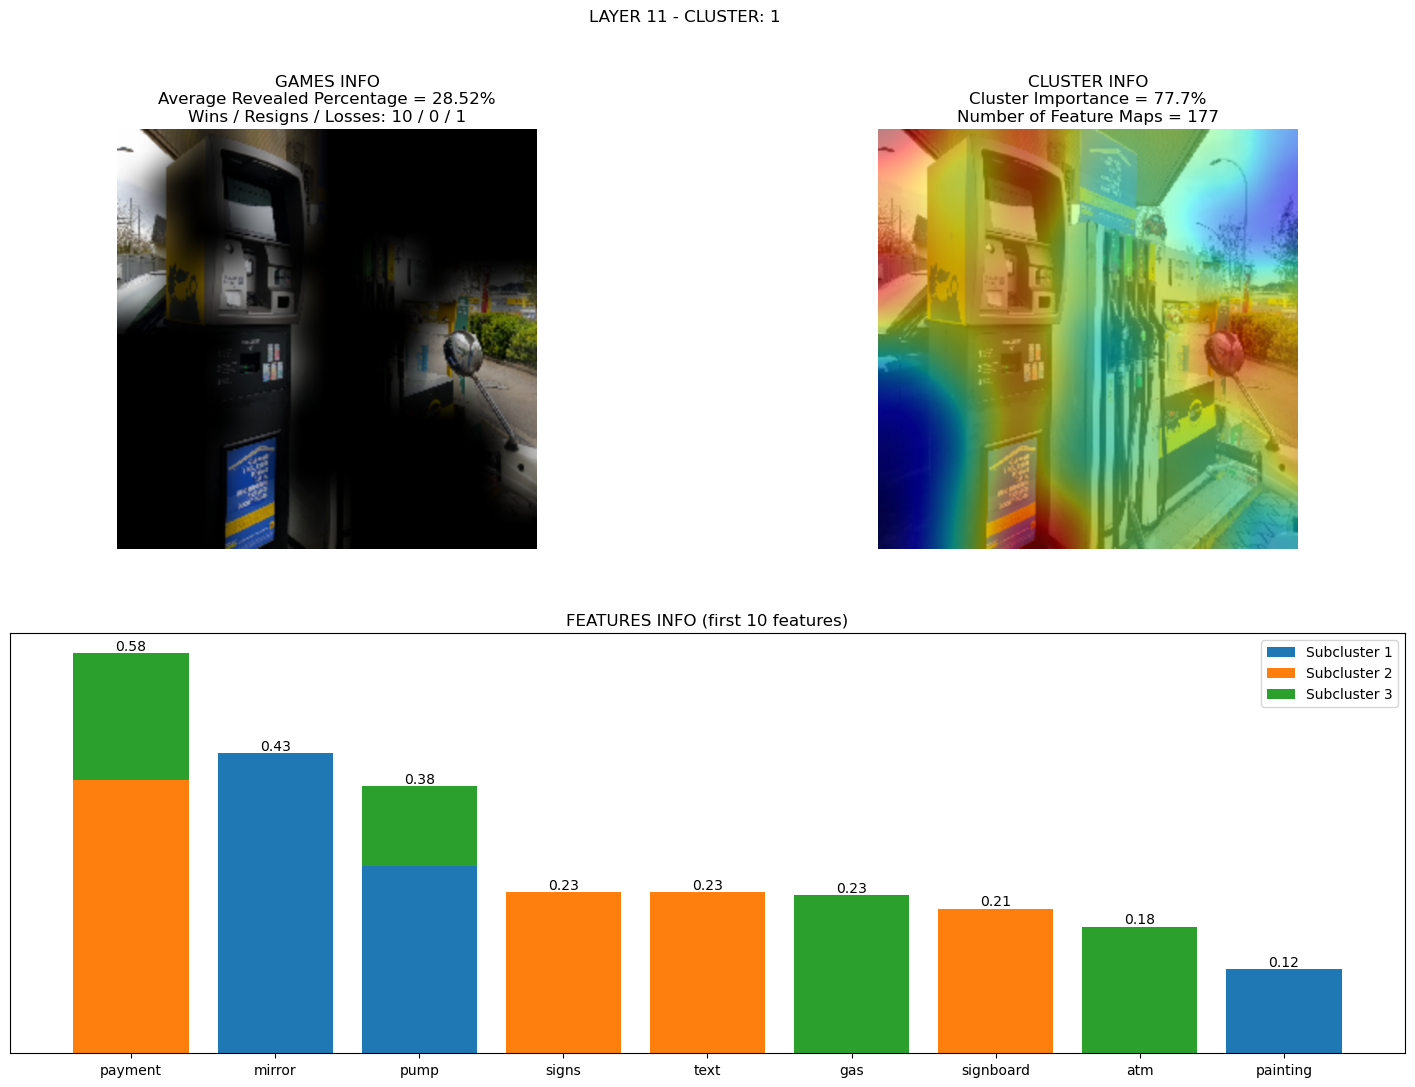 LAYER 11 - CLUSTER: 1
GAMES INFO
Average Revealed Percentage = 28.52%
Wins / Resigns / Losses: 10 / 0 / 1
CLUSTER INFO
Cluster Importance = 77.7%
Number of Feature Maps = 177
FEATURES INFO (first 10 features)
Subcluster 1
Subcluster 2
Subcluster 3
0.58
0.43
0.38
0.23
0.23
0.23
0.21
0.18
0.12
payment
mirror
pump
signs
text
gas
signboard
atm
painting